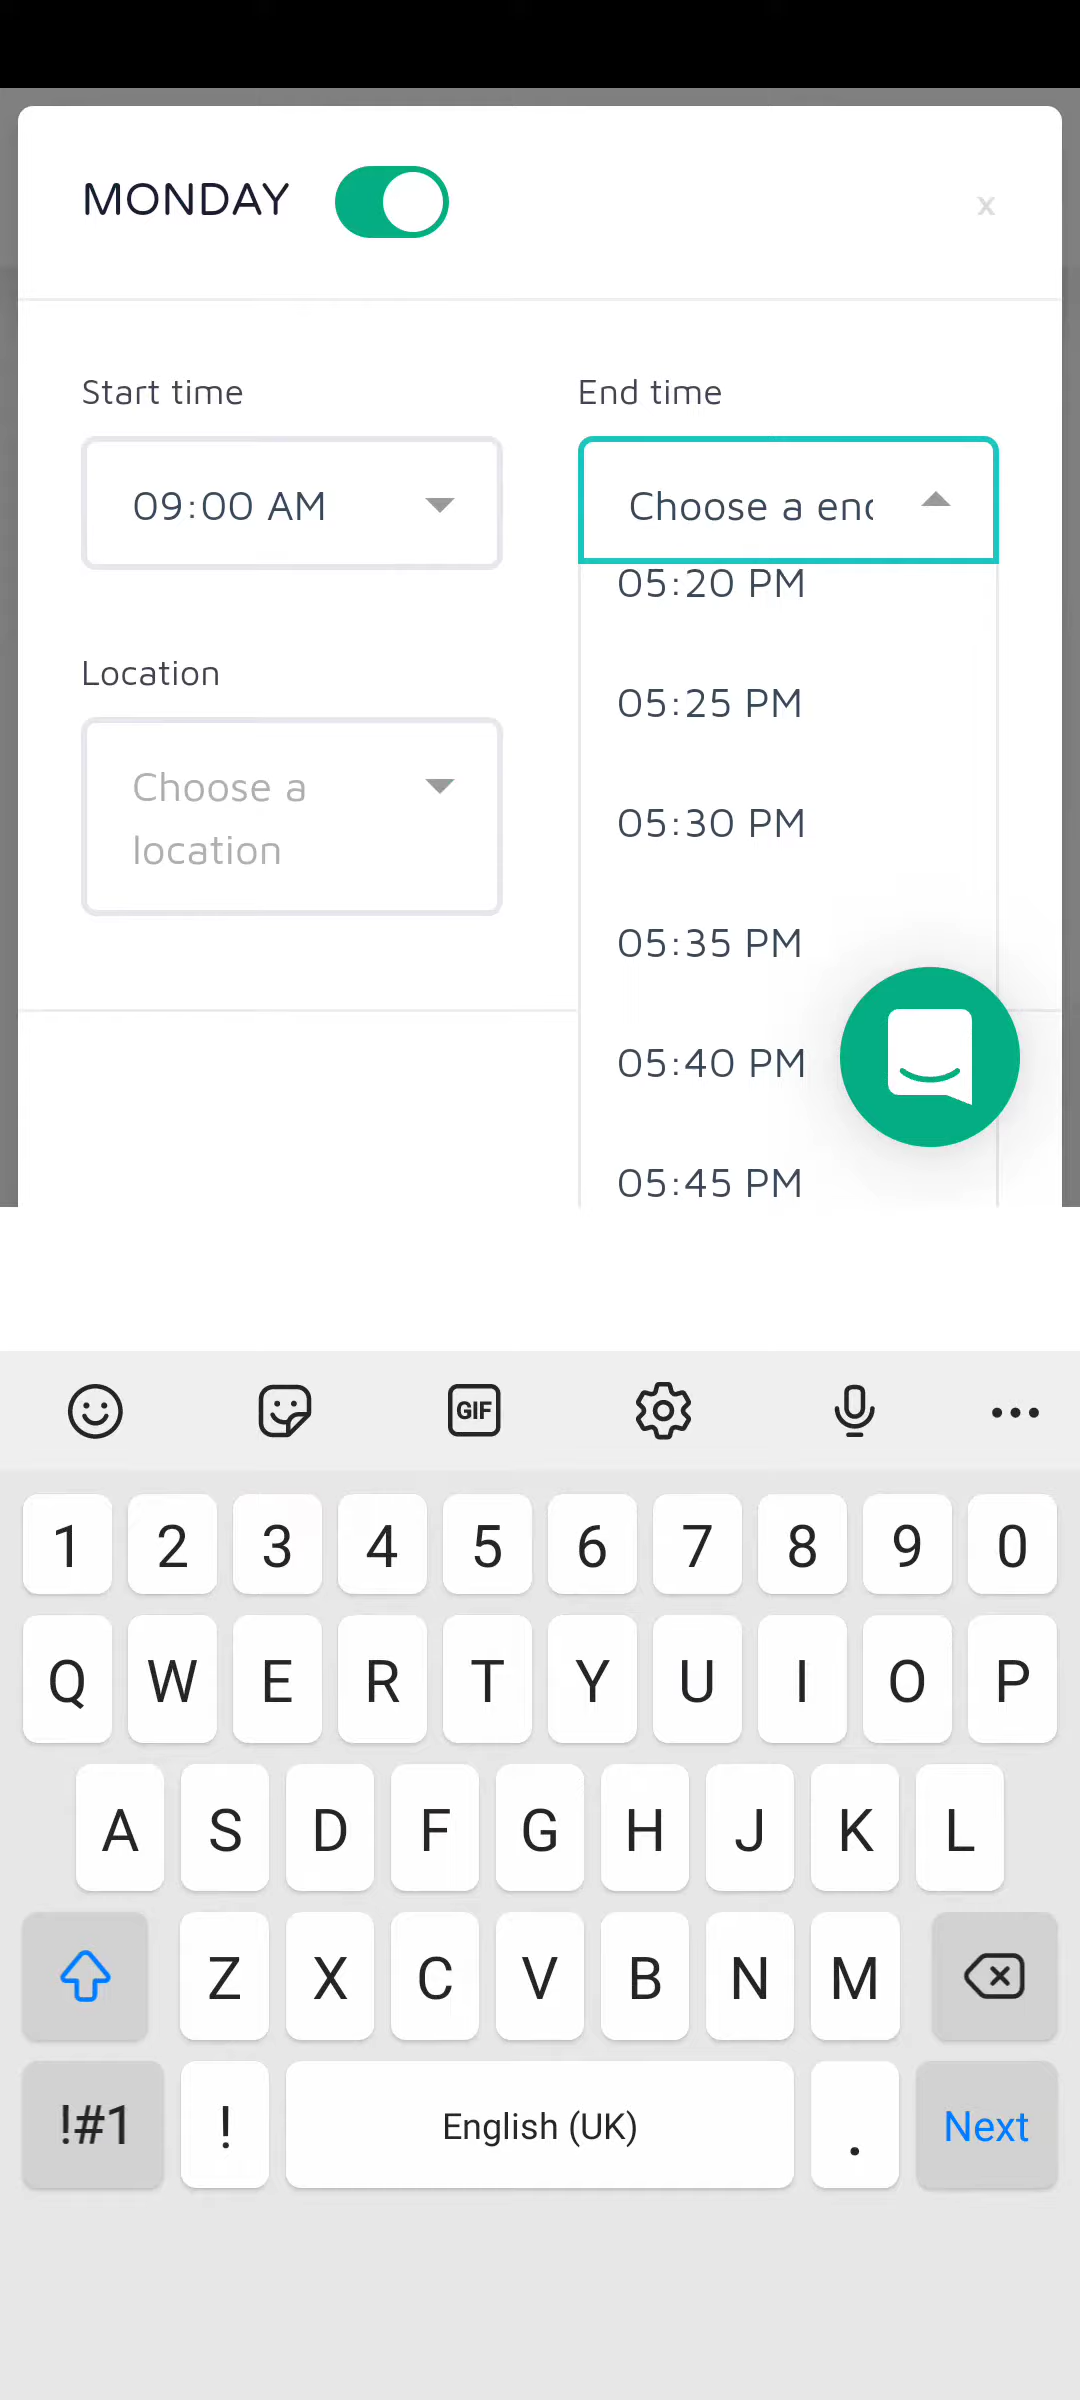 MONDAY
x
Start time
End time
09:00 AM
Choose a end
05:20 PM
Location
05:25 PM
Choose a
location
05:30 PM
05:35 PM
05:40 PM
05:45 PM
GIF
1 2 3 4 5 6 7 8 9 0
Q W E R T Y U I O P
A S D F G H J K L
Z X C V B N M
!#1 ! English (UK) . Next